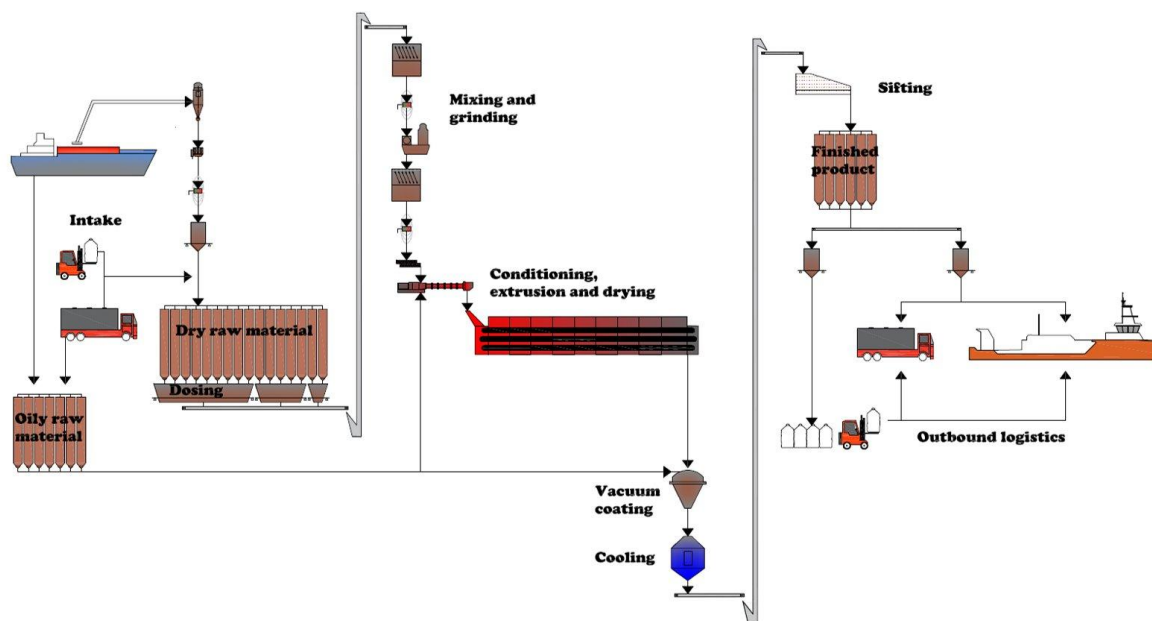 Intake
Dry raw material
Dosing
Oily raw
material
Mixing and
grinding
Conditioning,
extrusion and drying
Vacuum
coating
Cooling
Sifting
Finished
product
Outbound logistics